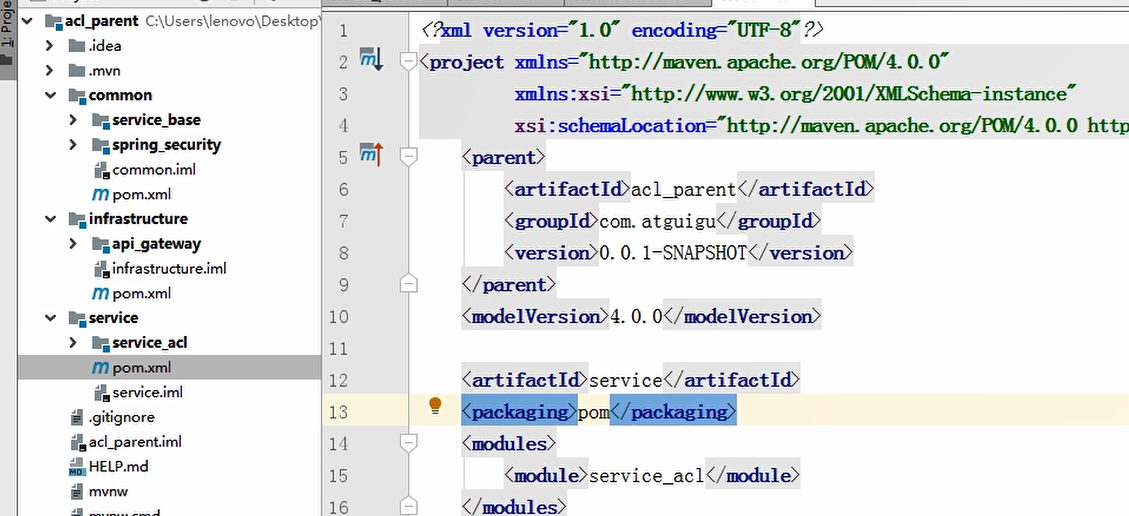 1: Proje
acl_parent C:\Users\lenovo\Desktop\
.idea
.mvn
common
service_base
spring_security
common.iml
pom.xml
infrastructure
api_gateway
infrastructure.iml
pom.xml
service
service_acl
pom.xml
service.iml
.gitignore
acl_parent.iml
HELP.md
mvnw
mvnw.cmd
1 <?xml version="1.0" encoding="UTF-8"?>
2 <project xmlns="http://maven.apache.org/POM/4.0.0"
3 xmlns:xsi="http://www.w3.org/2001/XMLSchema-instance"
4 xsi:schemaLocation="http://maven.apache.org/POM/4.0.0 http
5 <parent>
6 <artifactId>acl_parent</artifactId>
7 <groupId>com.atguigu</groupId>
8 <version>0.0.1-SNAPSHOT</version>
9 </parent>
10 <modelVersion>4.0.0</modelVersion>
11
12 <artifactId>service</artifactId>
13 <packaging>pom</packaging>
14 <modules>
15 <module>service_acl</module>
16 </modules>